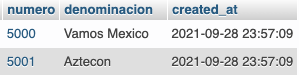 numero denominacion created_at
5000 Vamos Mexico 2021-09-28 23:57:09
5001 Aztecon 2021-09-28 23:57:09